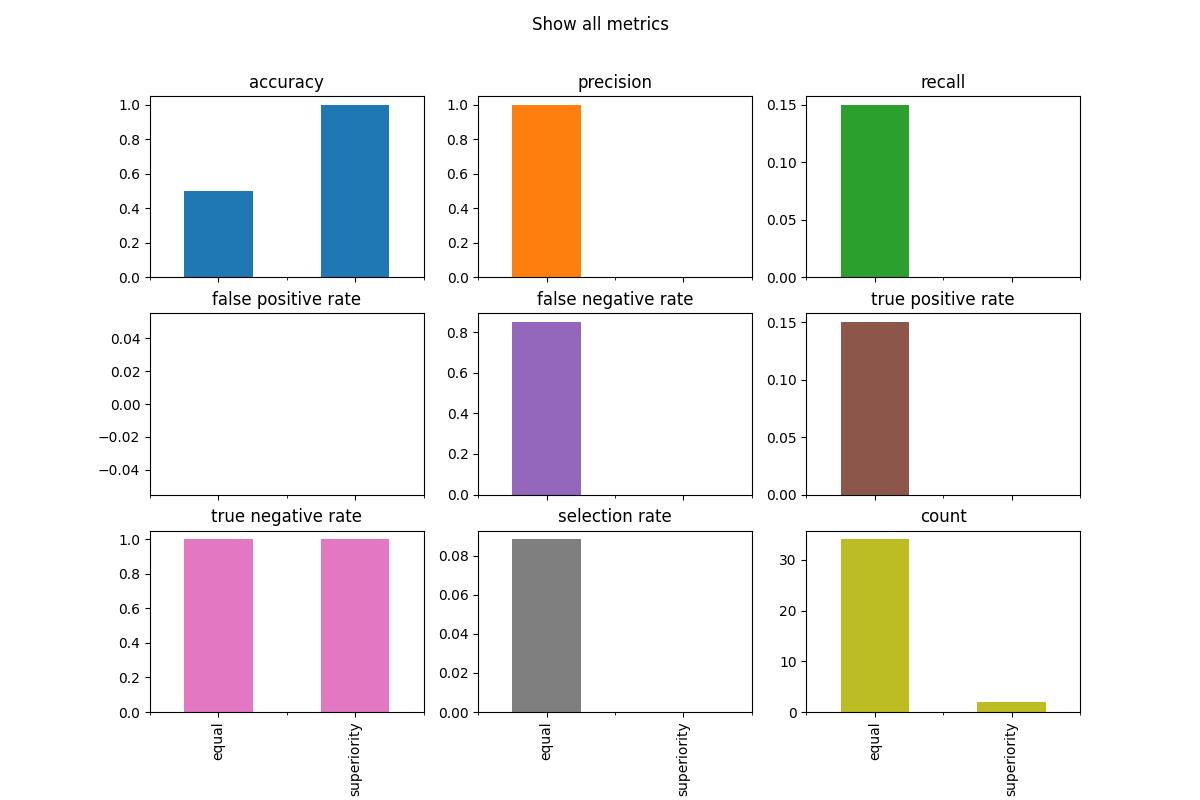 Show all metrics
accuracy
1.0
0.8
0.6
0.4
0.2
0.0
precision
1.0
0.8
0.6
0.4
0.2
0.0
recall
0.15
0.10
0.05
0.00
false positive rate
0.04
0.02
0.00
−0.02
−0.04
false negative rate
0.8
0.6
0.4
0.2
0.0
true positive rate
0.15
0.10
0.05
0.00
true negative rate
1.0
0.8
0.6
0.4
0.2
0.0
equal
superiority
selection rate
0.08
0.06
0.04
0.02
0.00
equal
superiority
count
30
20
10
0
equal
superiority